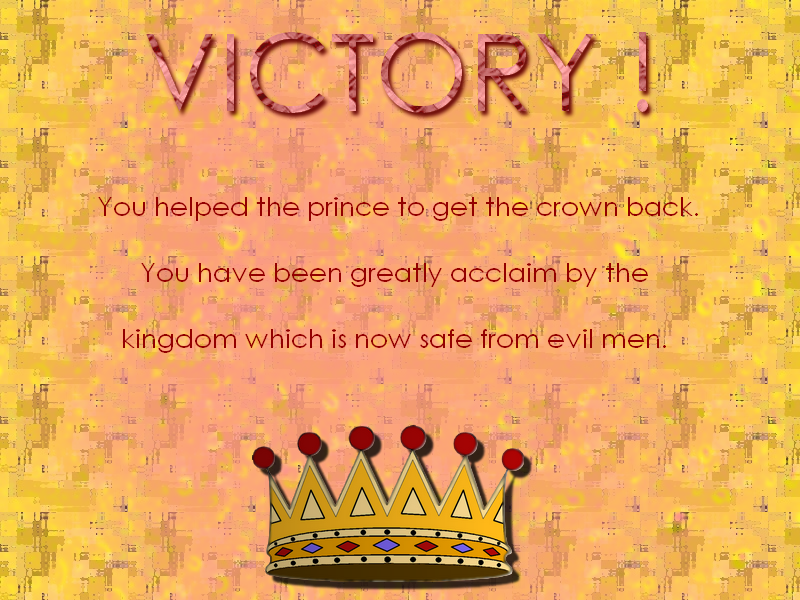 VICTORY !
You helped the prince to get the crown back.
You have been greatly acclaim by the
kingdom which is now safe from evil men.